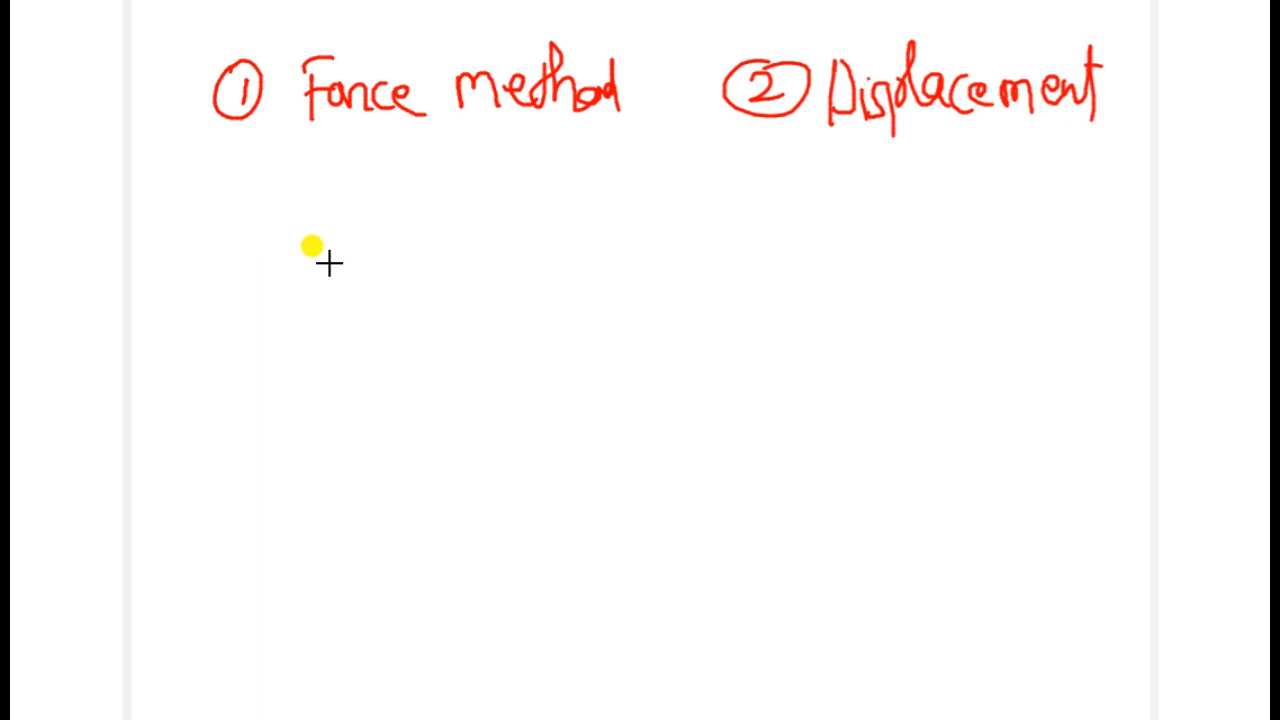 ① Force method ② Displacement